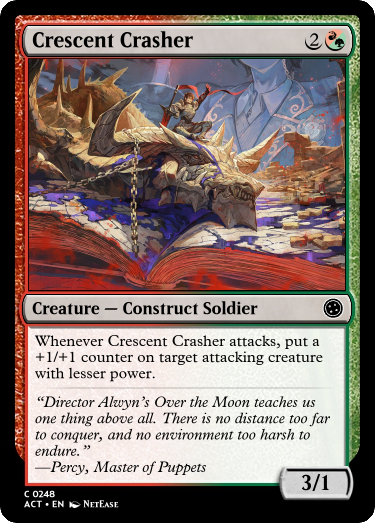 Crescent Crasher 2
Creature — Construct Soldier
Whenever Crescent Crasher attacks, put a
+1/+1 counter on target attacking creature
with lesser power.
“Director Alwyn’s Over the Moon teaches us
one thing above all. There is no distance too far
to conquer, and no environment too harsh to
endure.”
—Percy, Master of Puppets
3/1
C 0248
ACT • EN NetEase